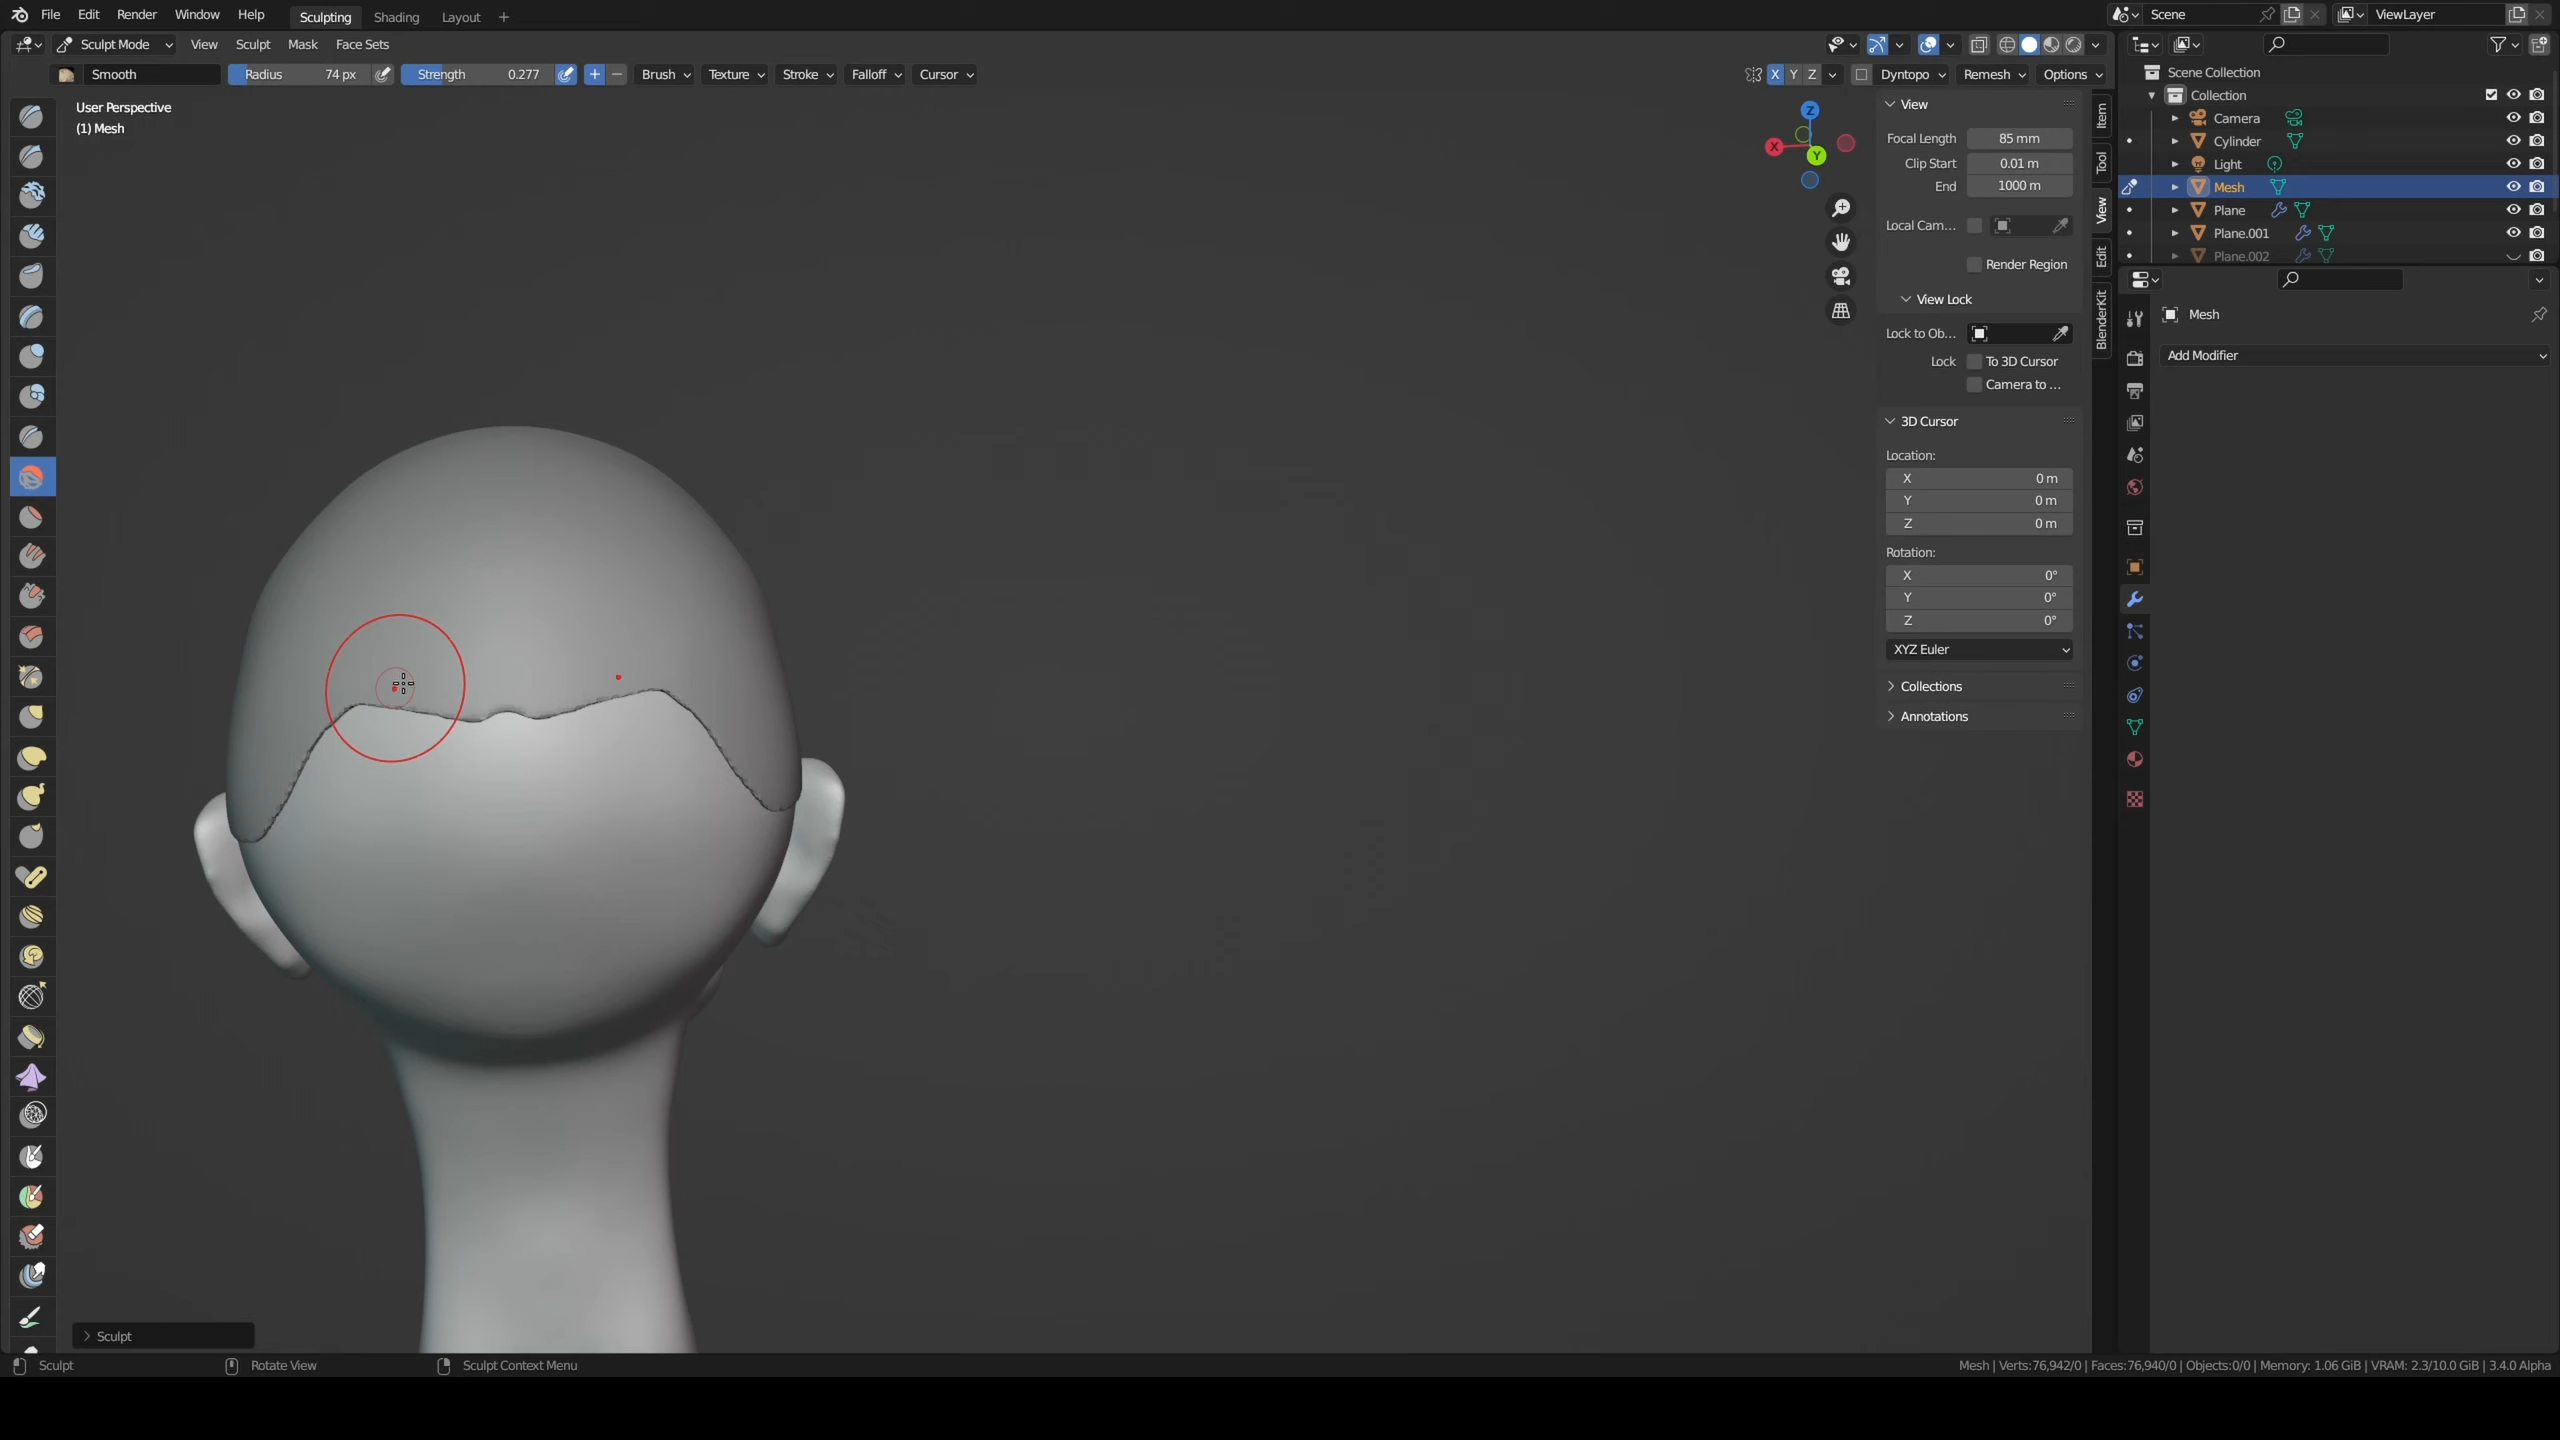 File Edit Render Window Help Sculpting Shading Layout + Scene ViewLayer
Sculpt Mode View Sculpt Mask Face Sets
Smooth Radius 74 px Strength 0.277 + − Brush Texture Stroke Falloff Cursor X Y Z Dyntopo Remesh Options
User Perspective
(1) Mesh
Z
X
Y
View
Focal Length 85 mm
Clip Start 0.01 m
End 1000 m
Local Cam...
Render Region
View Lock
Lock to Ob...
Lock To 3D Cursor
Camera to ...
3D Cursor
Location:
X 0 m
Y 0 m
Z 0 m
Rotation:
X 0°
Y 0°
Z 0°
XYZ Euler
Collections
Annotations
Item
Tool
View
Edit
BlenderKit
Scene Collection
Collection
Camera
Cylinder
Light
Mesh
Plane
Plane.001
Plane.002
Mesh
Add Modifier
Sculpt
Sculpt Rotate View Sculpt Context Menu
Mesh | Verts:76,942/0 | Faces:76,940/0 | Objects:0/0 | Memory: 1.06 GiB | VRAM: 2.3/10.0 GiB | 3.4.0 Alpha